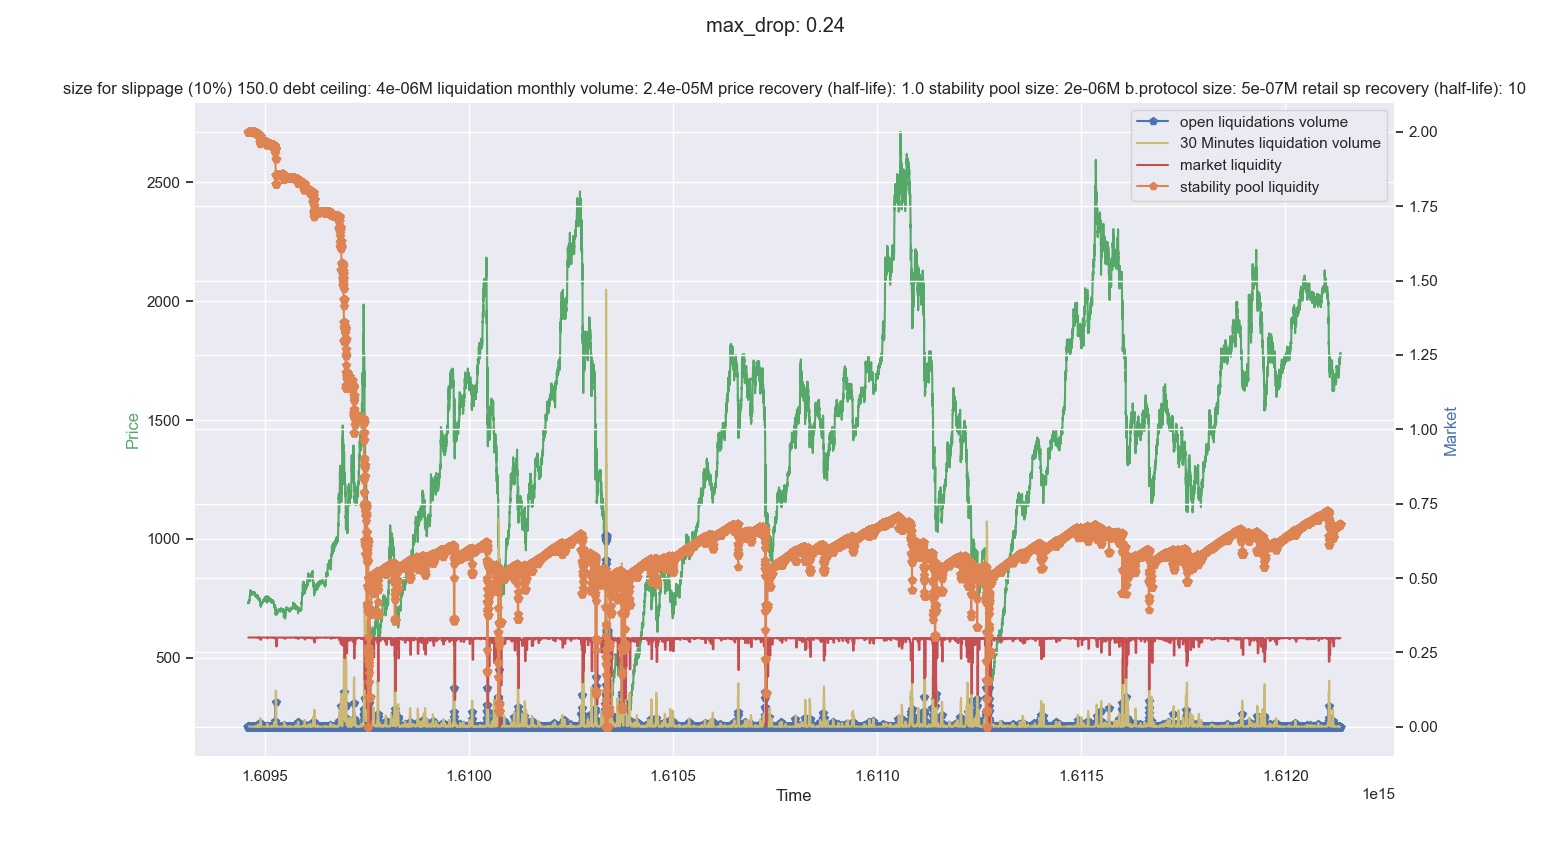 max_drop: 0.24
size for slippage (10%) 150.0 debt ceiling: 4e-06M liquidation monthly volume: 2.4e-05M price recovery (half-life): 1.0 stability pool size: 2e-06M b.protocol size: 5e-07M retail sp recovery (half-life): 10
open liquidations volume
30 Minutes liquidation volume
market liquidity
stability pool liquidity
2500
2000
1500
1000
500
Price
2.00
1.75
1.50
1.25
1.00
0.75
0.50
0.25
0.00
Market
1.6095
1.6100
1.6105
1.6110
1.6115
1.6120
1e15
Time